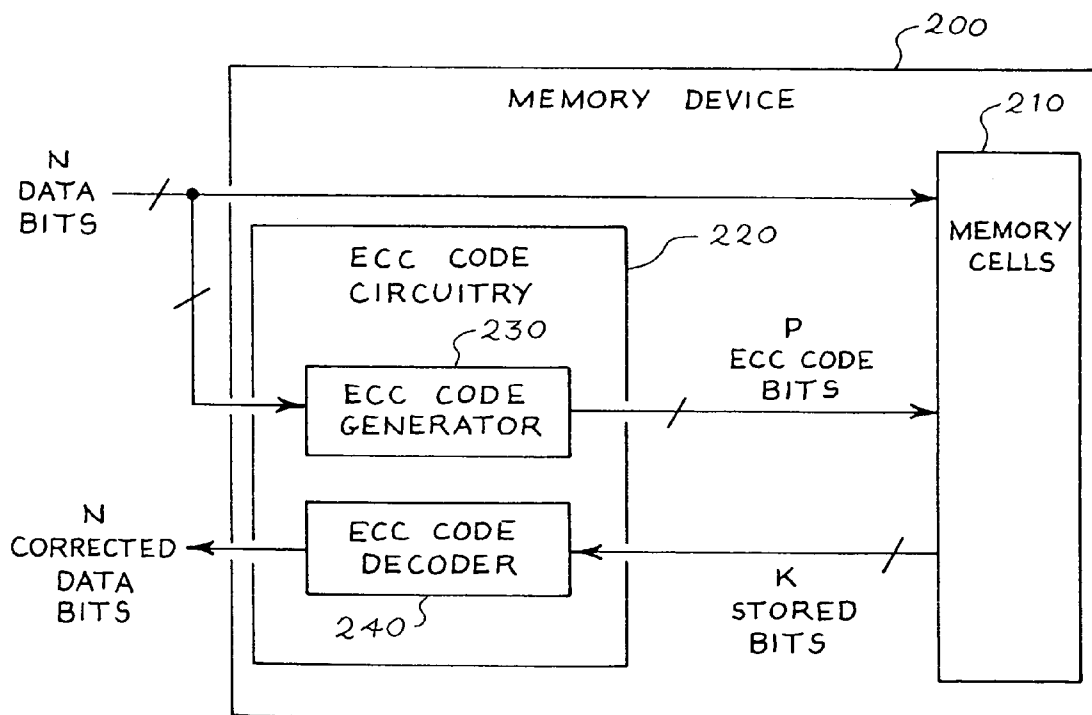 200
MEMORY DEVICE
210
N
DATA
BITS
MEMORY
CELLS
220
ECC CODE
CIRCUITRY
230
P
ECC CODE
BITS
ECC CODE
GENERATOR
N
CORRECTED
DATA
BITS
ECC CODE
DECODER
240
K
STORED
BITS